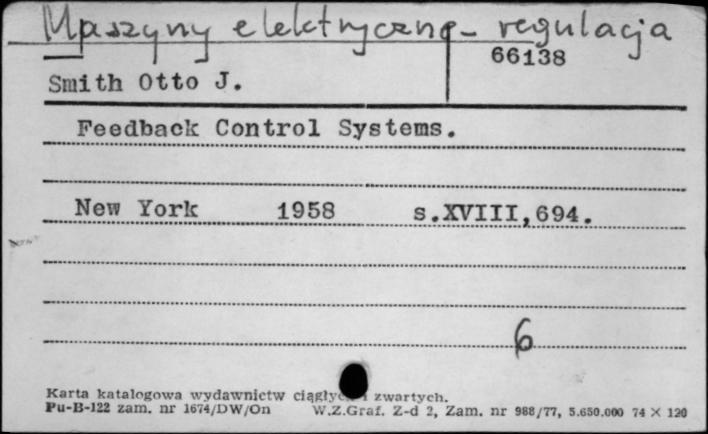 Maszyny elektryczne - regulacja
66138
Smith Otto J.
Feedback Control Systems.
New York 1958 s.XVIII,694.
6
Karta katalogowa wydawnictw ciągłych i zwartych.
Pu-B-122 zam. nr 1674/DW/On W.Z.Graf. Z-d 2, Zam. nr 988/77, 5.650.000 74 × 120